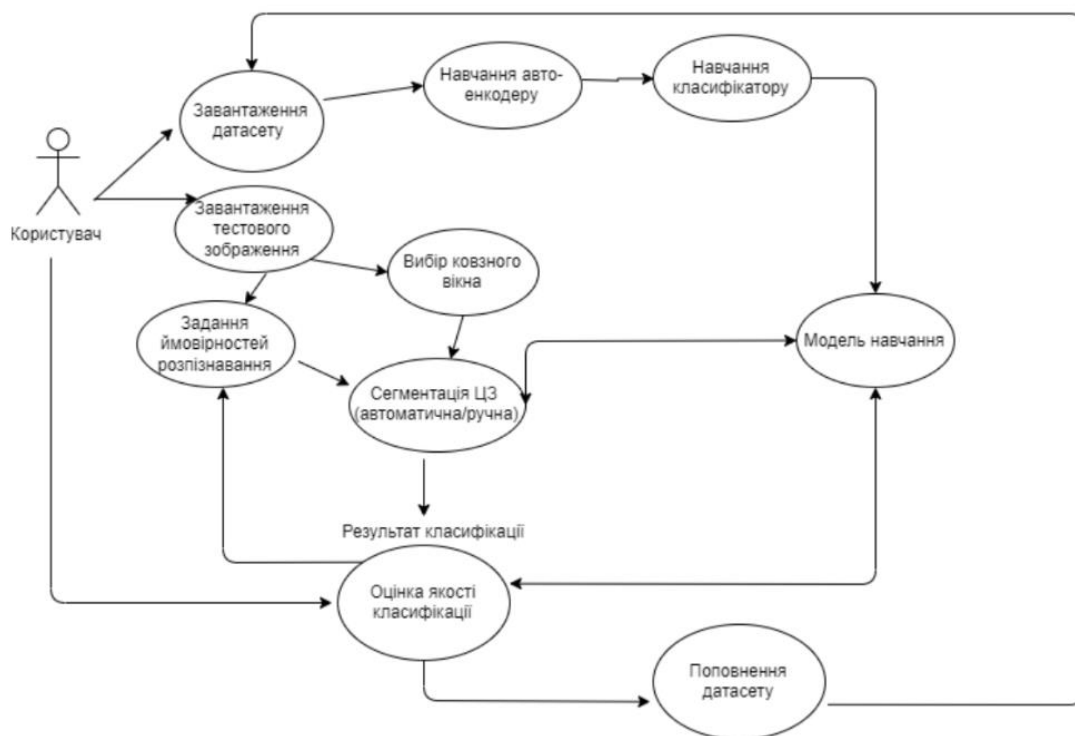 Навчання авто-
енкодеру
Навчання
класифікатору
Завантаження
датасету
Користувач
Завантаження
тестового
зображення
Вибір ковзного
вікна
Задання
ймовірностей
розпізнавання
Модель навчання
Сегментація ЦЗ
(автоматична/ручна)
Результат класифікації
Оцінка якості
класифікації
Поповнення
датасету